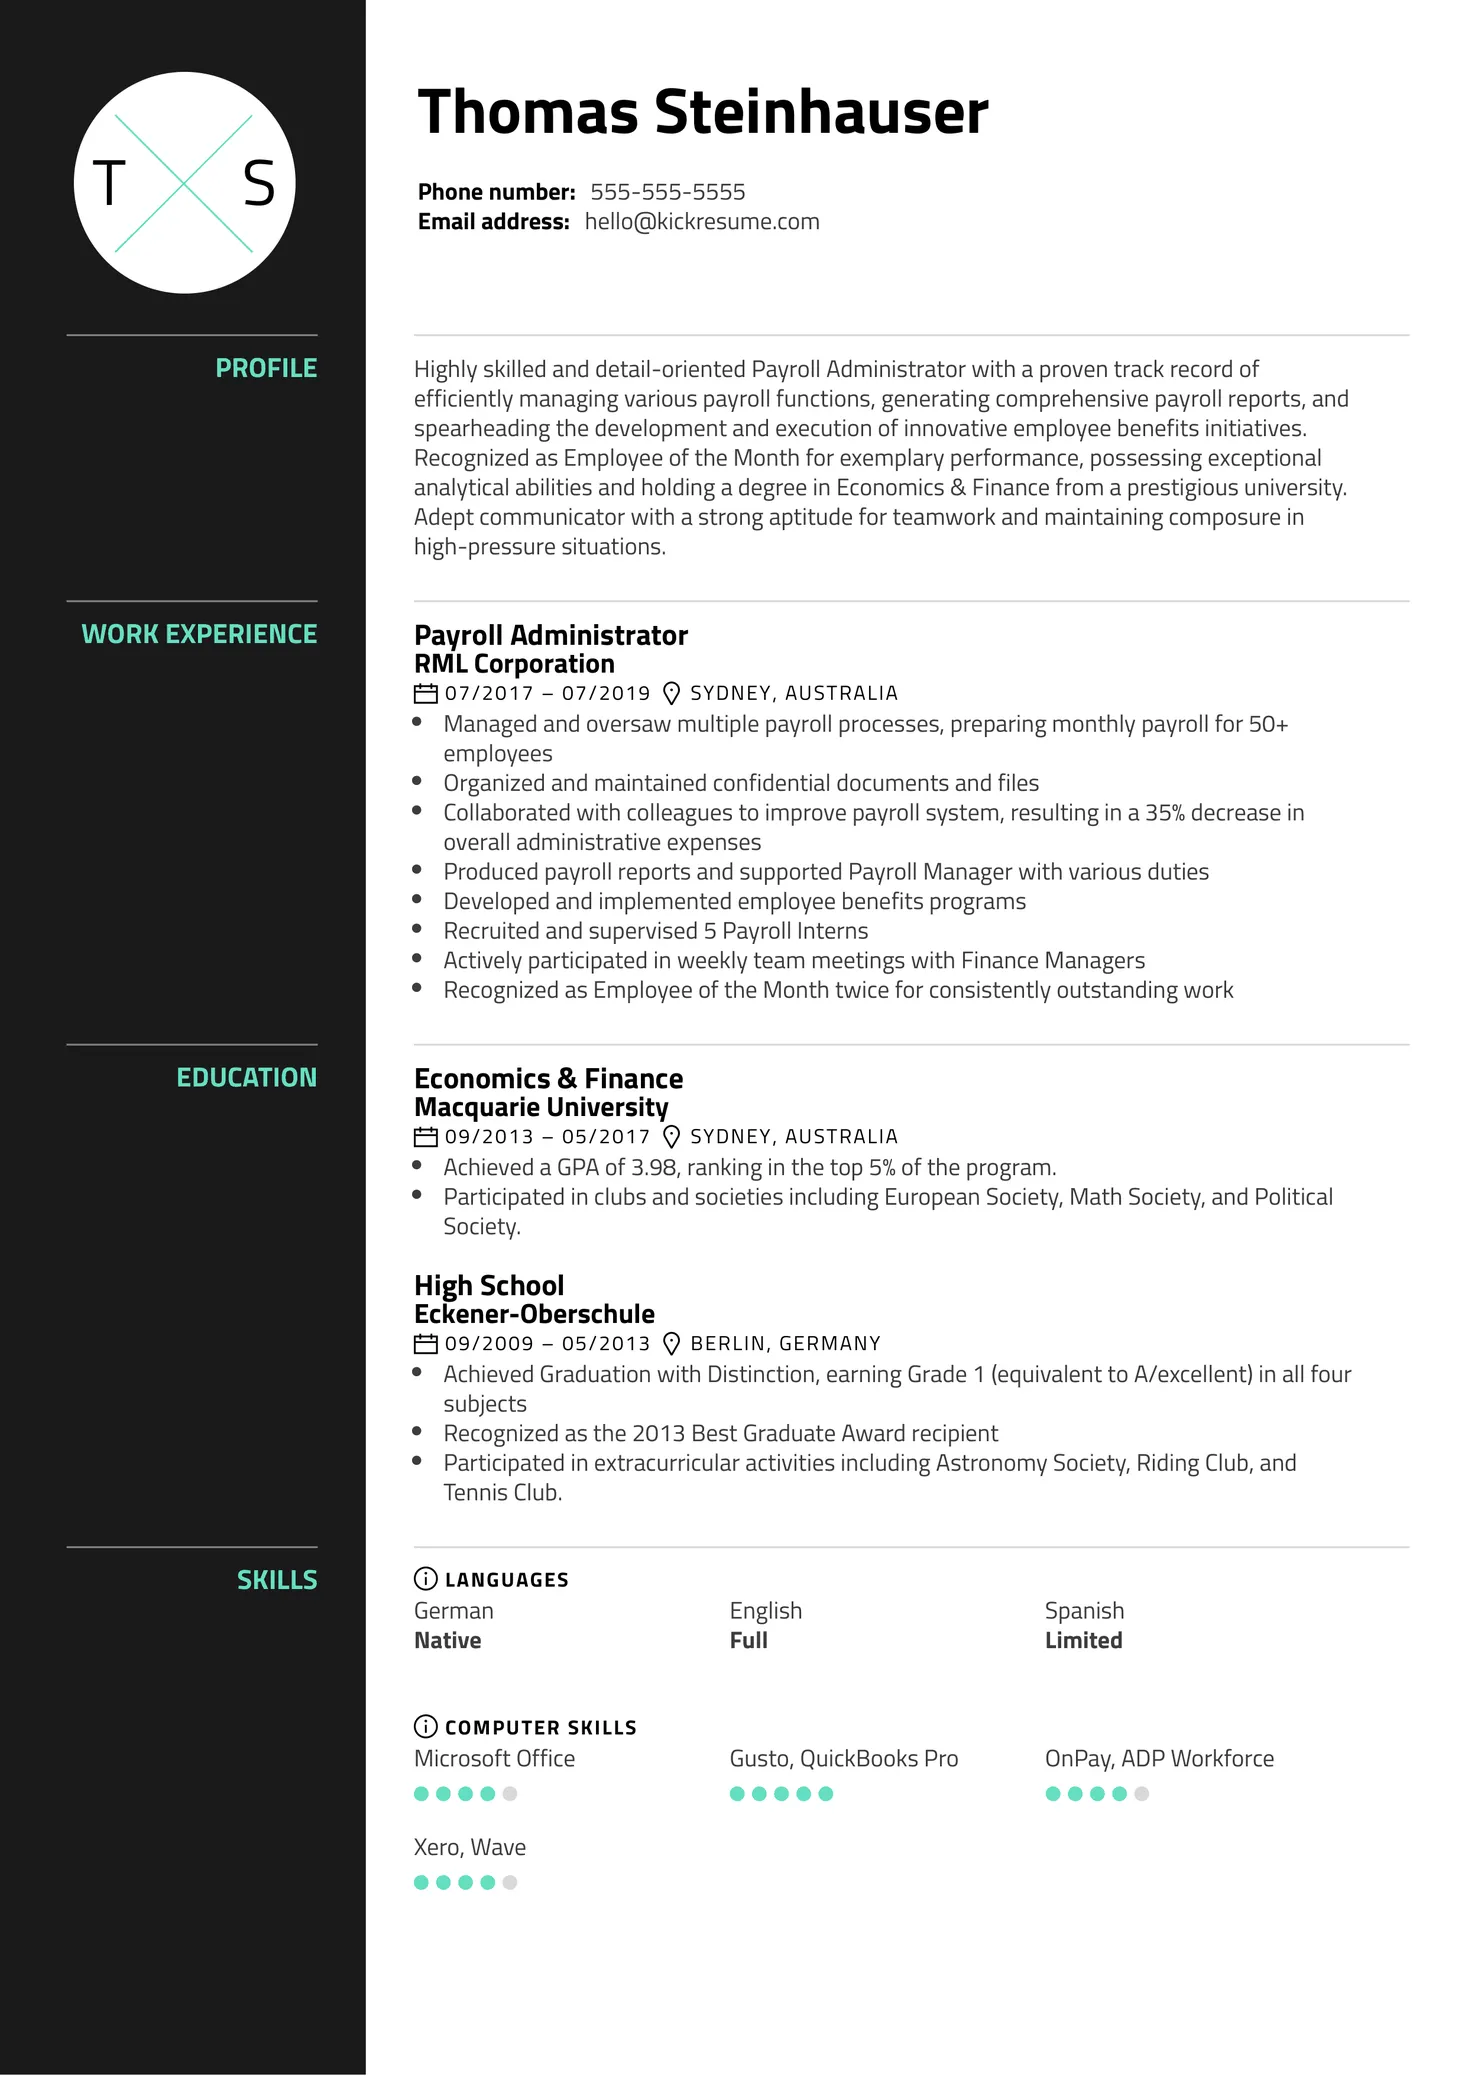 T S
Thomas Steinhauser
Phone number: 555-555-5555
Email address: hello@kickresume.com
PROFILE
Highly skilled and detail-oriented Payroll Administrator with a proven track record of
efficiently managing various payroll functions, generating comprehensive payroll reports, and
spearheading the development and execution of innovative employee benefits initiatives.
Recognized as Employee of the Month for exemplary performance, possessing exceptional
analytical abilities and holding a degree in Economics & Finance from a prestigious university.
Adept communicator with a strong aptitude for teamwork and maintaining composure in
high-pressure situations.
WORK EXPERIENCE
Payroll Administrator
RML Corporation
07/2017 – 07/2019 SYDNEY, AUSTRALIA
• Managed and oversaw multiple payroll processes, preparing monthly payroll for 50+
employees
• Organized and maintained confidential documents and files
• Collaborated with colleagues to improve payroll system, resulting in a 35% decrease in
overall administrative expenses
• Produced payroll reports and supported Payroll Manager with various duties
• Developed and implemented employee benefits programs
• Recruited and supervised 5 Payroll Interns
• Actively participated in weekly team meetings with Finance Managers
• Recognized as Employee of the Month twice for consistently outstanding work
EDUCATION
Economics & Finance
Macquarie University
09/2013 – 05/2017 SYDNEY, AUSTRALIA
• Achieved a GPA of 3.98, ranking in the top 5% of the program.
• Participated in clubs and societies including European Society, Math Society, and Political
Society.
High School
Eckener-Oberschule
09/2009 – 05/2013 BERLIN, GERMANY
• Achieved Graduation with Distinction, earning Grade 1 (equivalent to A/excellent) in all four
subjects
• Recognized as the 2013 Best Graduate Award recipient
• Participated in extracurricular activities including Astronomy Society, Riding Club, and
Tennis Club.
SKILLS
LANGUAGES
German English Spanish
Native Full Limited
COMPUTER SKILLS
Microsoft Office Gusto, QuickBooks Pro OnPay, ADP Workforce
Xero, Wave